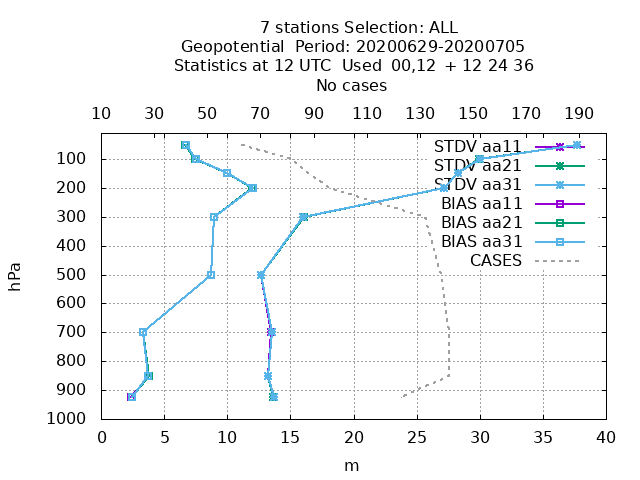 7 stations Selection: ALL
Geopotential  Period: 20200629-20200705
Statistics at 12 UTC  Used  00,12  + 12 24 36
No cases
10 30 50 70 90 110 130 150 170 190
STDV aa11
STDV aa21
STDV aa31
BIAS aa11
BIAS aa21
BIAS aa31
CASES
hPa
100
200
300
400
500
600
700
800
900
1000
0 5 10 15 20 25 30 35 40
m